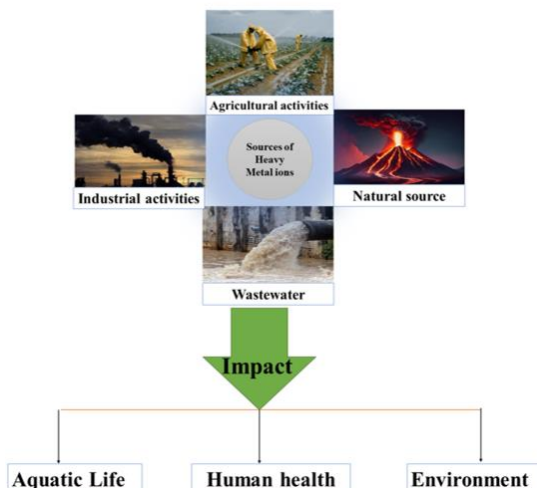 Agricultural activities
Sources of
Heavy
Metal ions
Industrial activities
Natural source
Wastewater
Impact
Aquatic Life
Human health
Environment